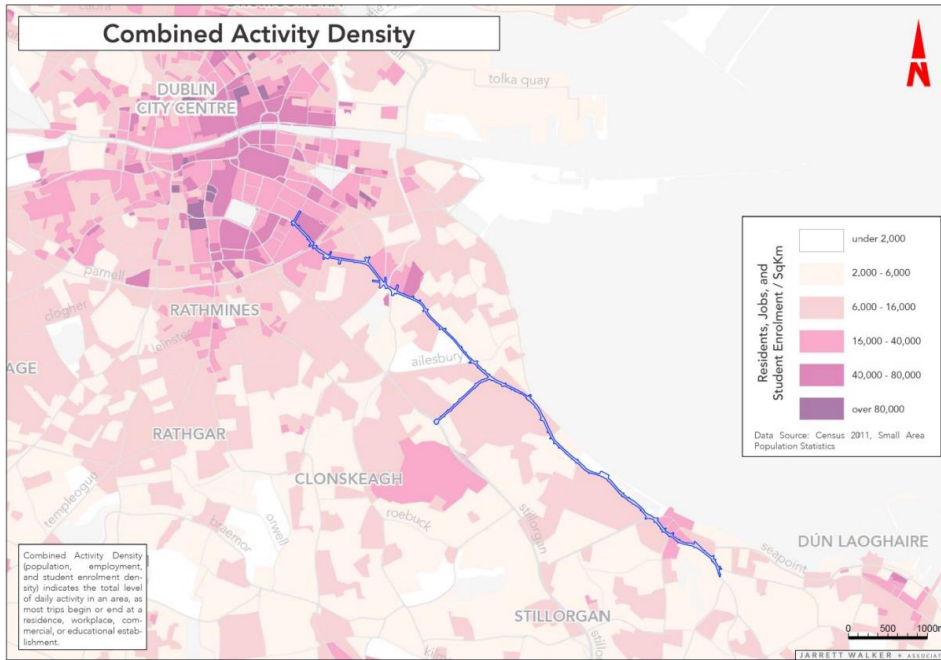 Combined Activity Density
N
cabra
tolka quay
DUBLIN
CITY CENTRE
parnell
clogher
RATHMINES
leinster
AGE
ailesbury
RATHGAR
CLONSKEAGH
templeogue
braemor
orwell
roebuck
stillorgan
seapoint
DÚN LAOGHAIRE
STILLORGAN
stillorgan
kilm
Residents, Jobs, and
Student Enrolment / SqKm
under 2,000
2,000 - 6,000
6,000 - 16,000
16,000 - 40,000
40,000 - 80,000
over 80,000
Data Source: Census 2011, Small Area
Population Statistics
Combined Activity Density
(population, employment,
and student enrolment den-
sity) indicates the total level
of daily activity in an area, as
most trips begin or end at a
residence, workplace, com-
mercial, or educational estab-
lishment.
0 500 1000m
JARRETT WALKER + ASSOCIAT